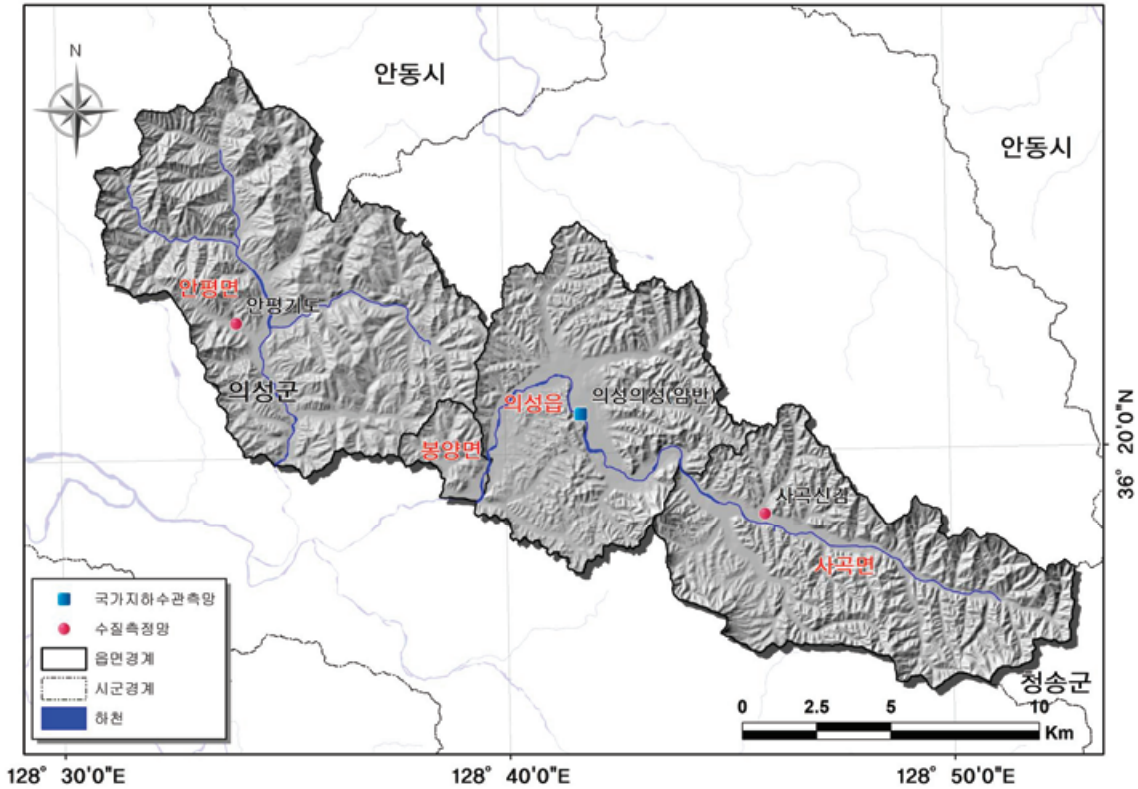 N
안동시
안동시
안평면
안평기도
의성군
의성의성(암반)
의성읍
봉양면
사곡신감
사곡면
청송군
36° 20'0"N
국가지하수관측망
수질측정망
읍면경계
시군경계
하천
0 2.5 5 10
Km
128° 30'0"E 128° 40'0"E 128° 50'0"E